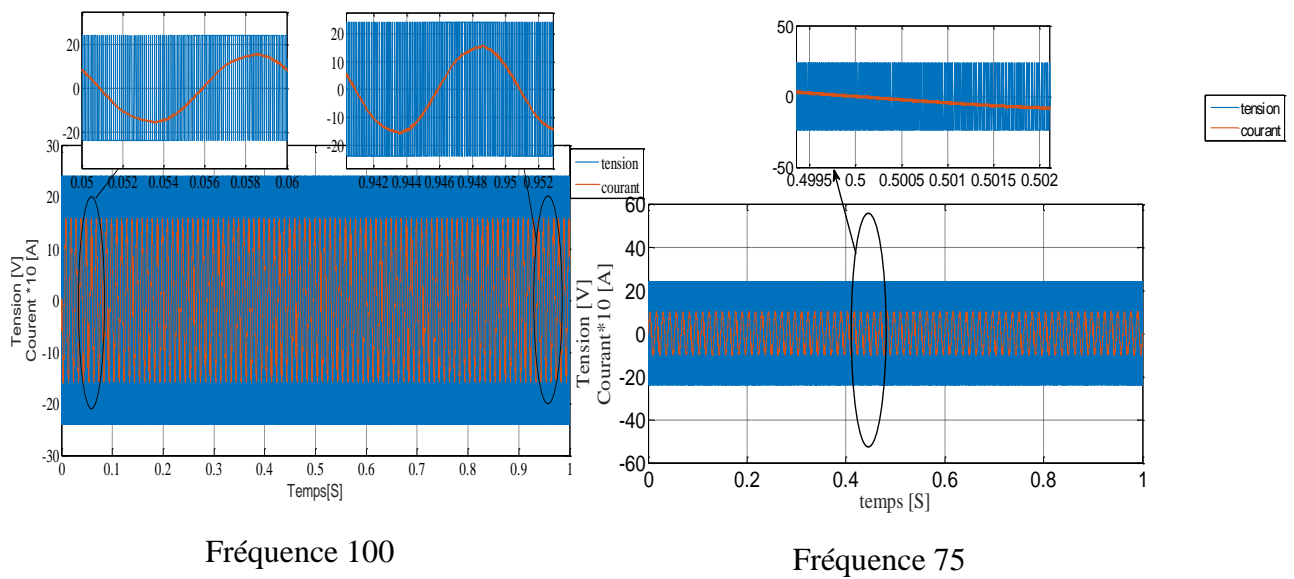 20
0
-20
0.05 0.052 0.054 0.056 0.058 0.06
20
10
0
-10
-20
0.942 0.944 0.946 0.948 0.95 0.952
50
0
-50
0.4995 0.5 0.5005 0.501 0.5015 0.502
tension
courant
tension
courant
30
20
10
0
-10
-20
-30
0 0.1 0.2 0.3 0.4 0.5 0.6 0.7 0.8 0.9 1
Tension [V]
Courent *10 [A]
Temps[S]
60
40
20
0
-20
-40
-60
0 0.2 0.4 0.6 0.8 1
Tension [V]
Courant*10 [A]
temps [S]
Fréquence 100
Fréquence 75